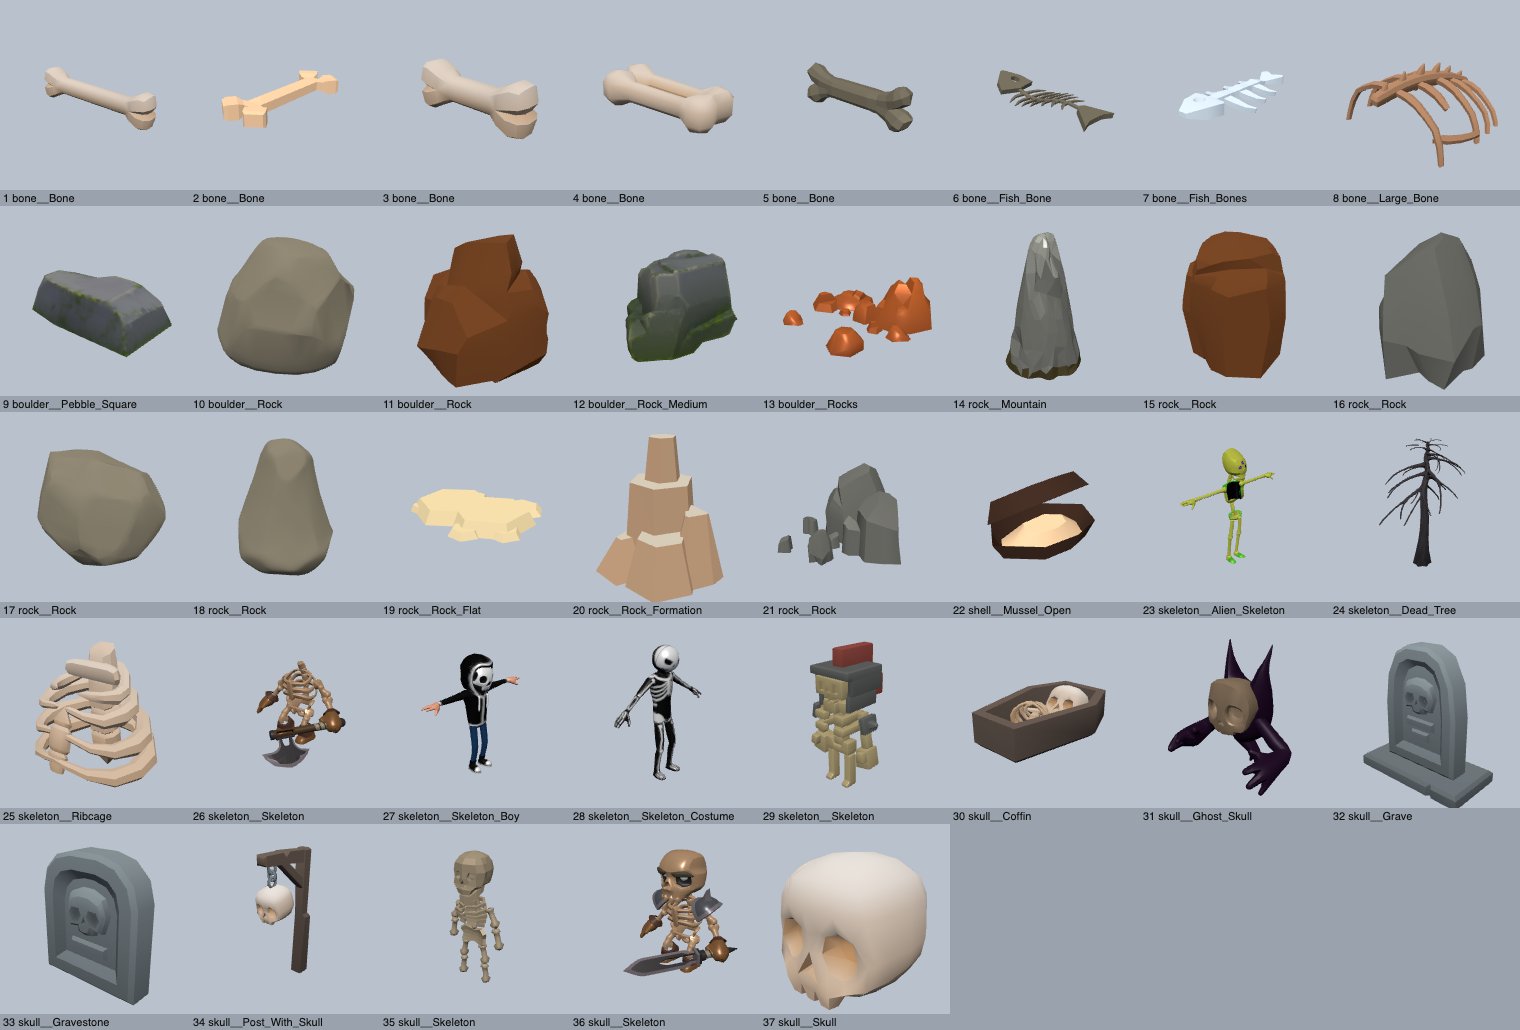 1 bone__Bone
2 bone__Bone
3 bone__Bone
4 bone__Bone
5 bone__Bone
6 bone__Fish_Bone
7 bone__Fish_Bones
8 bone__Large_Bone
9 boulder__Pebble_Square
10 boulder__Rock
11 boulder__Rock
12 boulder__Rock_Medium
13 boulder__Rocks
14 rock__Mountain
15 rock__Rock
16 rock__Rock
17 rock__Rock
18 rock__Rock
19 rock__Rock_Flat
20 rock__Rock_Formation
21 rock__Rock
22 shell__Mussel_Open
23 skeleton__Alien_Skeleton
24 skeleton__Dead_Tree
25 skeleton__Ribcage
26 skeleton__Skeleton
27 skeleton__Skeleton_Boy
28 skeleton__Skeleton_Costume
29 skeleton__Skeleton
30 skull__Coffin
31 skull__Ghost_Skull
32 skull__Grave
33 skull__Gravestone
34 skull__Post_With_Skull
35 skull__Skeleton
36 skull__Skeleton
37 skull__Skull